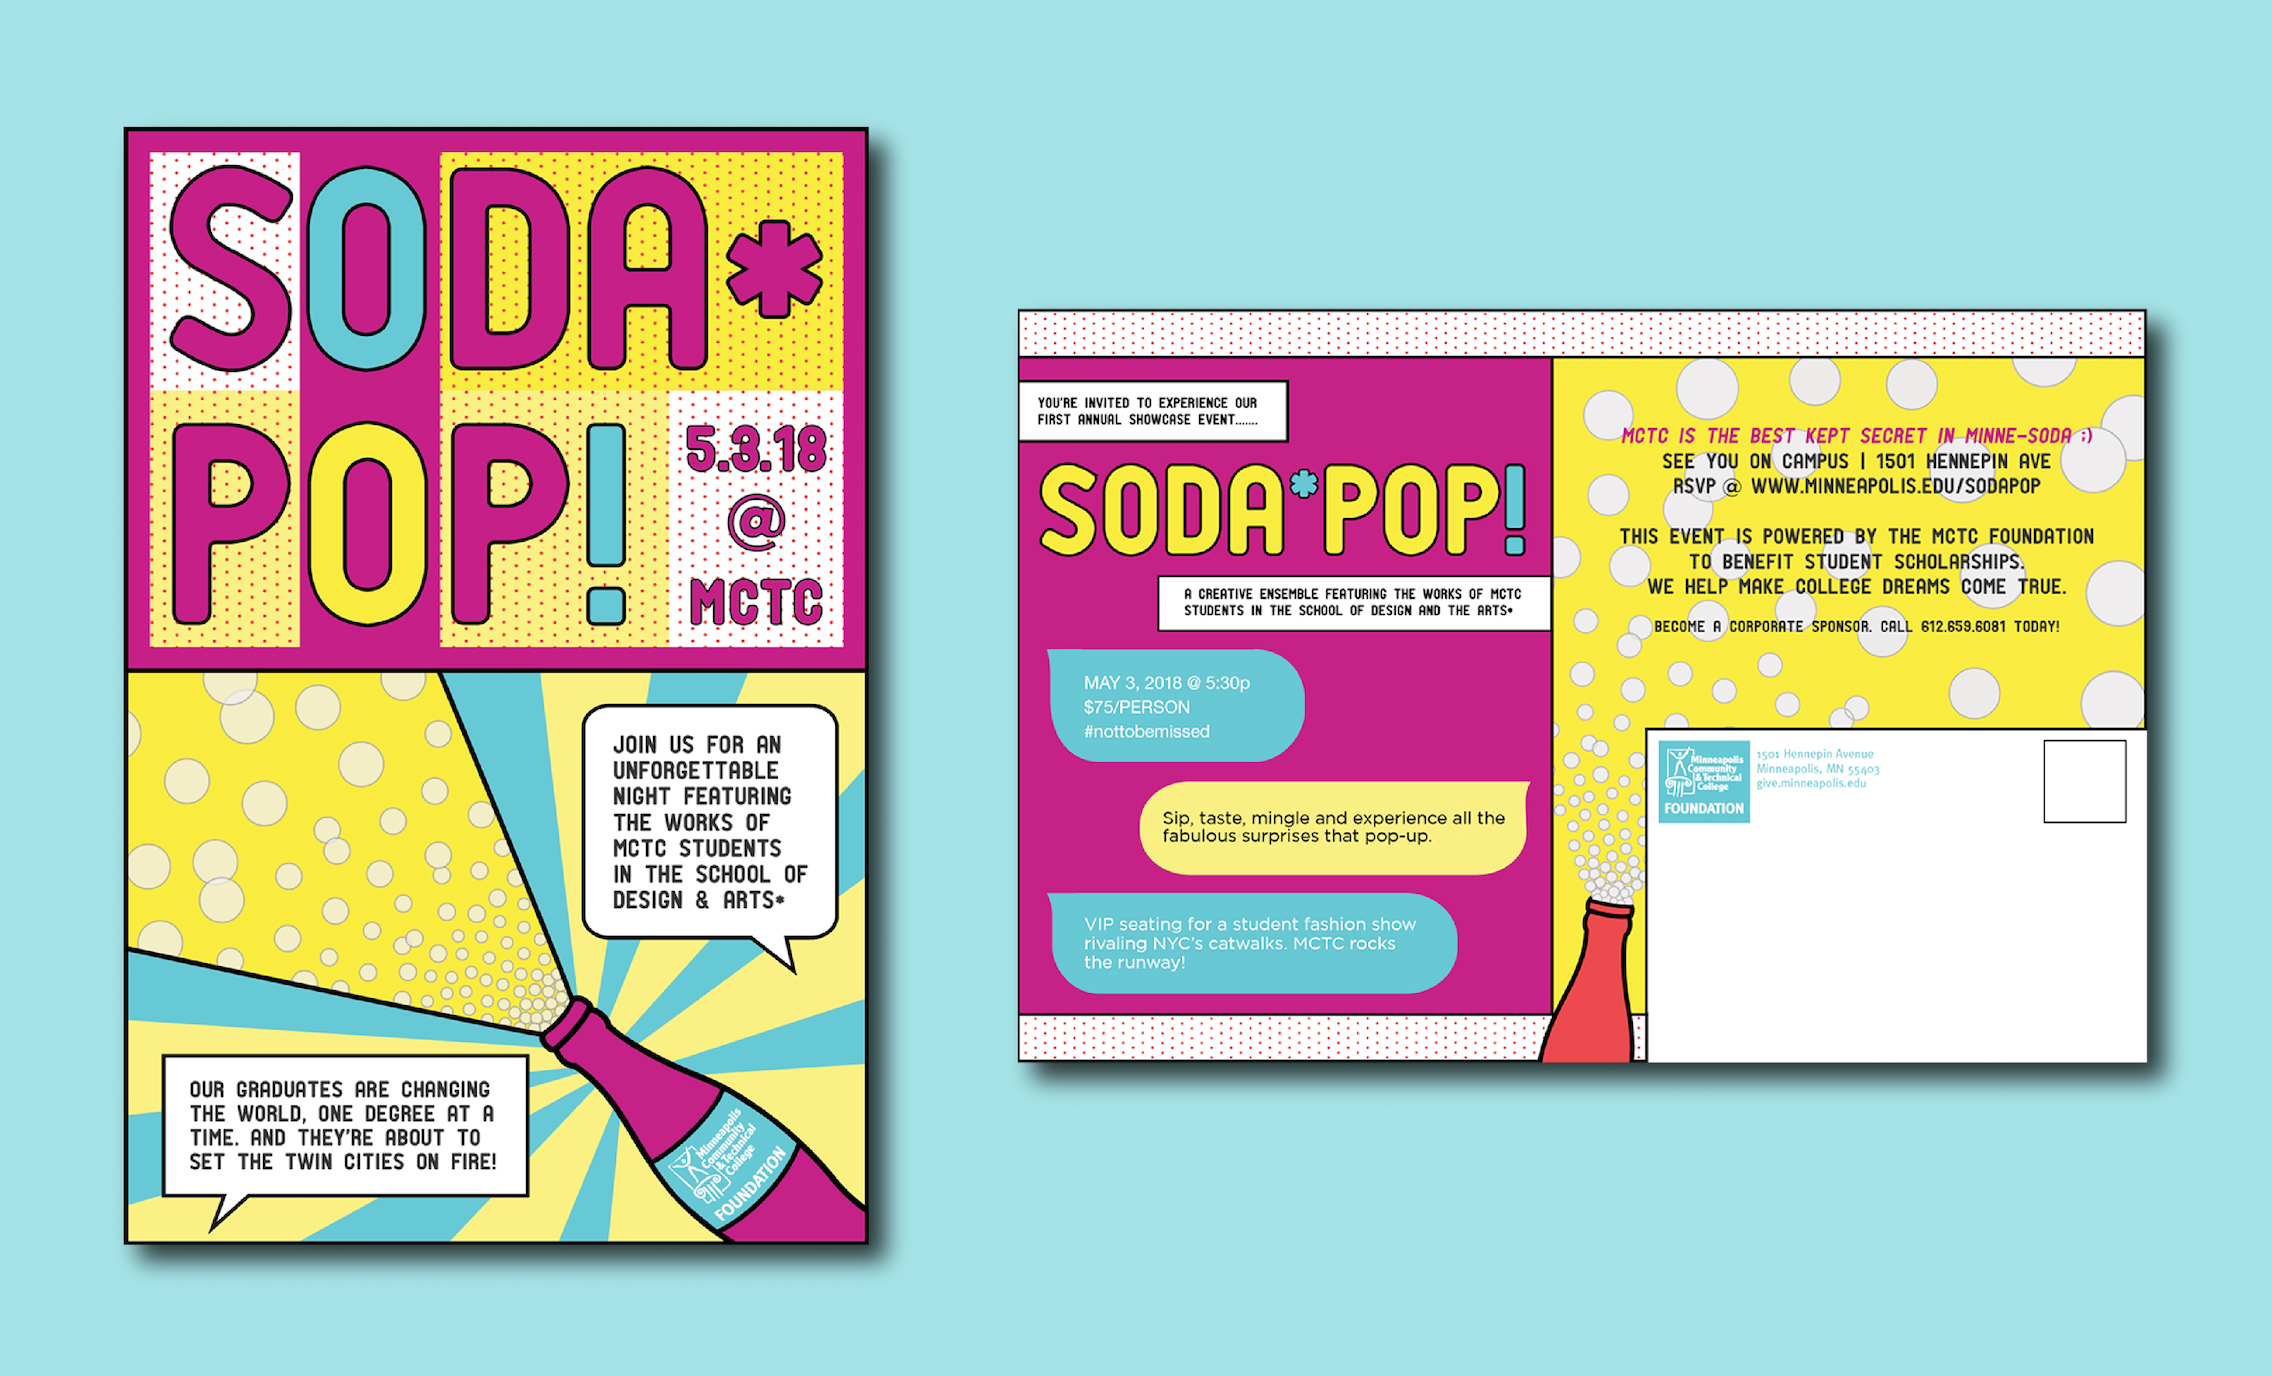 SODA*
POP!
5.3.18
@
MCTC
JOIN US FOR AN
UNFORGETTABLE
NIGHT FEATURING
THE WORKS OF
MCTC STUDENTS
IN THE SCHOOL OF
DESIGN & ARTS*
OUR GRADUATES ARE CHANGING
THE WORLD, ONE DEGREE AT A
TIME. AND THEY'RE ABOUT TO
SET THE TWIN CITIES ON FIRE!
Minneapolis
Community
& Technical
College
FOUNDATION
YOU'RE INVITED TO EXPERIENCE OUR
FIRST ANNUAL SHOWCASE EVENT.......
SODA*POP!
A CREATIVE ENSEMBLE FEATURING THE WORKS OF MCTC
STUDENTS IN THE SCHOOL OF DESIGN AND THE ARTS*
MAY 3, 2018 @ 5:30p
$75/PERSON
#nottobemissed
Sip, taste, mingle and experience all the
fabulous surprises that pop-up.
VIP seating for a student fashion show
rivaling NYC's catwalks. MCTC rocks
the runway!
MCTC IS THE BEST KEPT SECRET IN MINNE-SODA ;)
SEE YOU ON CAMPUS | 1501 HENNEPIN AVE
RSVP @ WWW.MINNEAPOLIS.EDU/SODAPOP
THIS EVENT IS POWERED BY THE MCTC FOUNDATION
TO BENEFIT STUDENT SCHOLARSHIPS.
WE HELP MAKE COLLEGE DREAMS COME TRUE.
BECOME A CORPORATE SPONSOR. CALL 612.659.6081 TODAY!
Minneapolis
Community
& Technical
College
FOUNDATION
1501 Hennepin Avenue
Minneapolis, MN 55403
give.minneapolis.edu